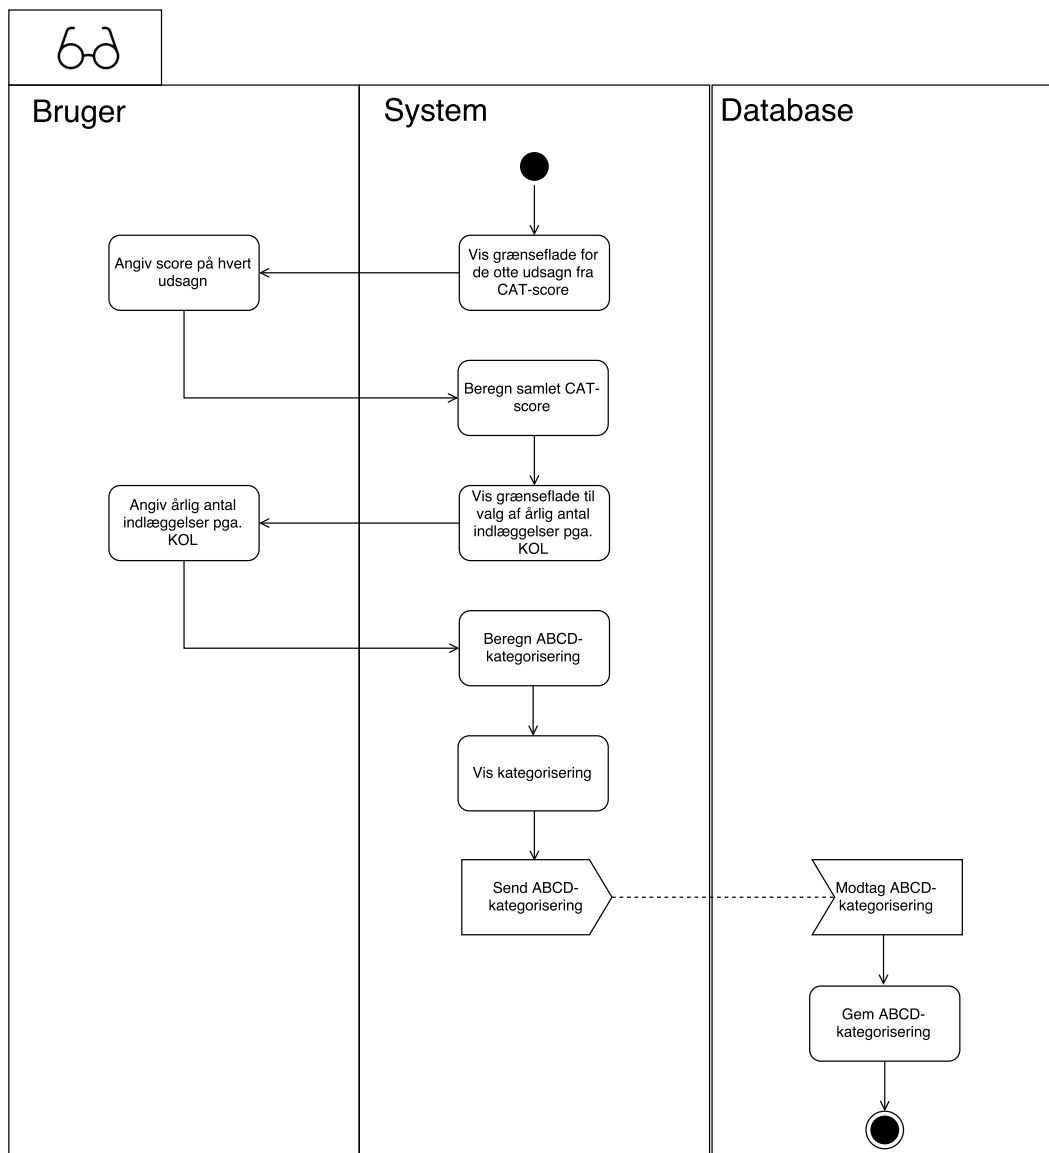 Bruger
System
Database
Vis grænseflade for
de otte udsagn fra
CAT-score
Angiv score på hvert
udsagn
Beregn samlet CAT-
score
Vis grænseflade til
valg af årlig antal
indlæggelser pga.
KOL
Angiv årlig antal
indlæggelser pga.
KOL
Beregn ABCD-
kategorisering
Vis kategorisering
Send ABCD-
kategorisering
Modtag ABCD-
kategorisering
Gem ABCD-
kategorisering